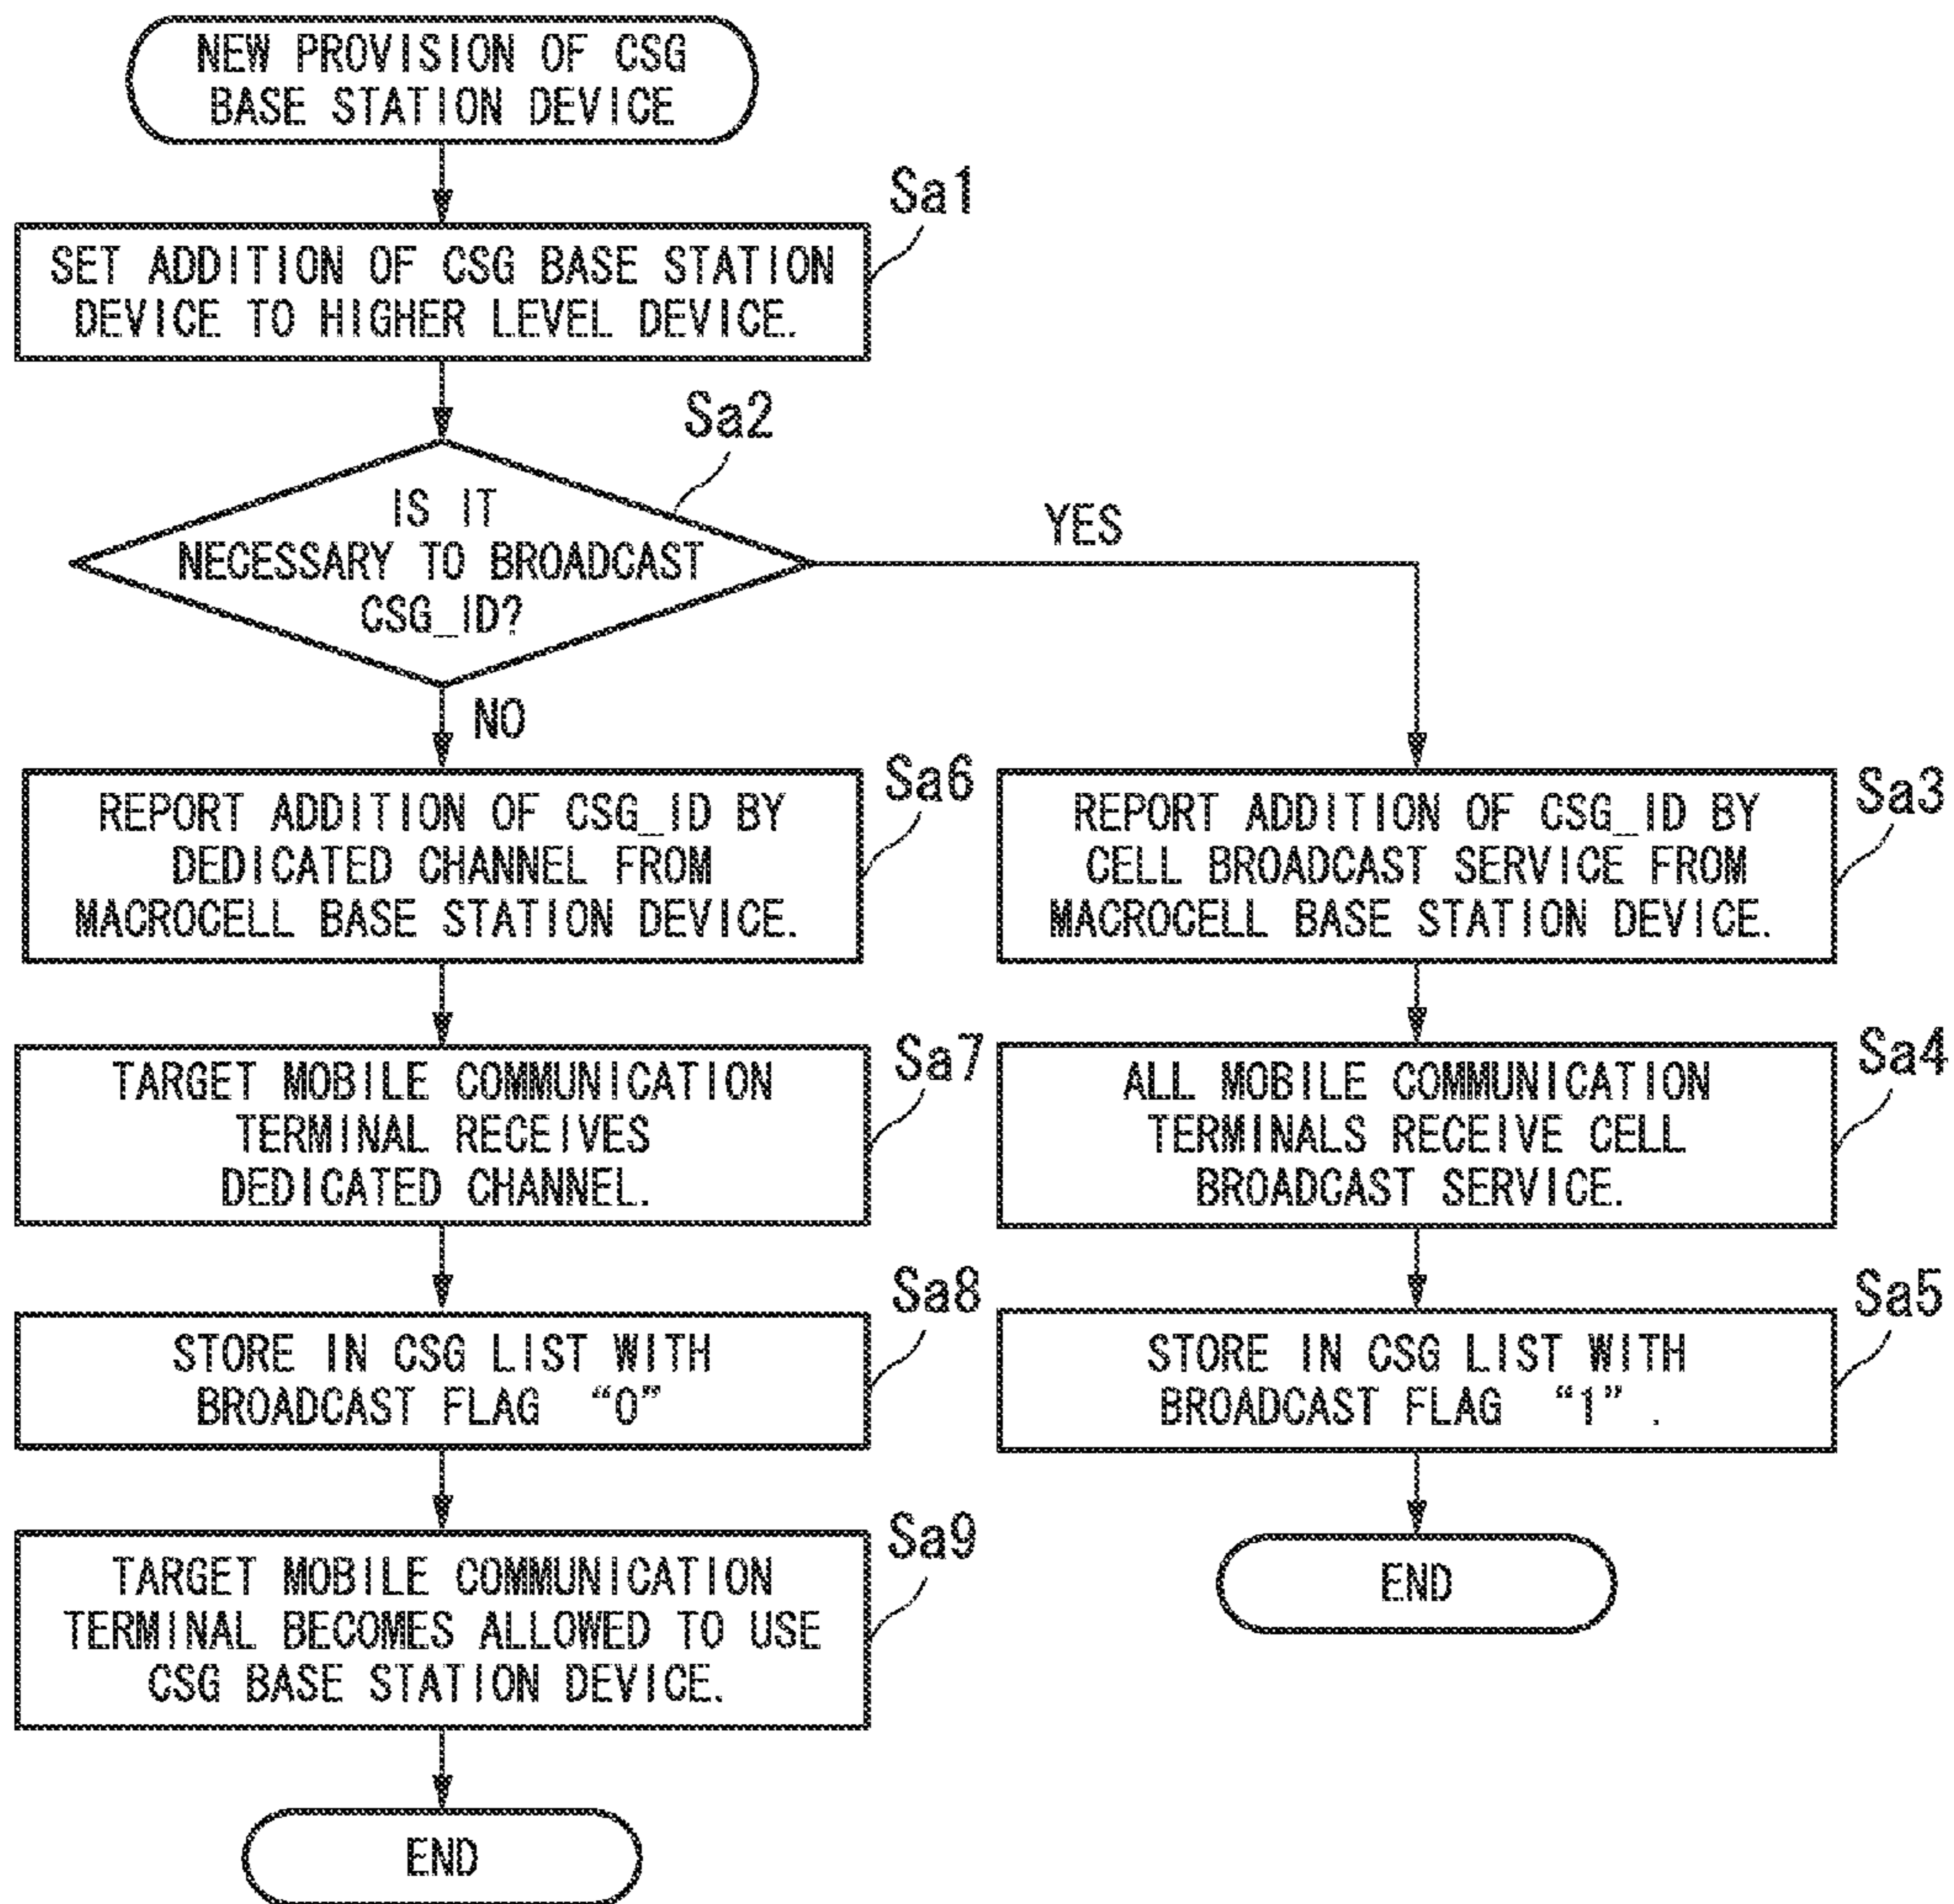 NEW PROVISION OF CSG
BASE STATION DEVICE
Sa1
SET ADDITION OF CSG BASE STATION
DEVICE TO HIGHER LEVEL DEVICE.
Sa2
IS IT
NECESSARY TO BROADCAST
CSG_ID?
YES
NO
Sa6
REPORT ADDITION OF CSG_ID BY
DEDICATED CHANNEL FROM
MACROCELL BASE STATION DEVICE.
Sa7
TARGET MOBILE COMMUNICATION
TERMINAL RECEIVES
DEDICATED CHANNEL.
Sa8
STORE IN CSG LIST WITH
BROADCAST FLAG “0”
Sa9
TARGET MOBILE COMMUNICATION
TERMINAL BECOMES ALLOWED TO USE
CSG BASE STATION DEVICE.
END
Sa3
REPORT ADDITION OF CSG_ID BY
CELL BROADCAST SERVICE FROM
MACROCELL BASE STATION DEVICE.
Sa4
ALL MOBILE COMMUNICATION
TERMINALS RECEIVE CELL
BROADCAST SERVICE.
Sa5
STORE IN CSG LIST WITH
BROADCAST FLAG “1” .
END